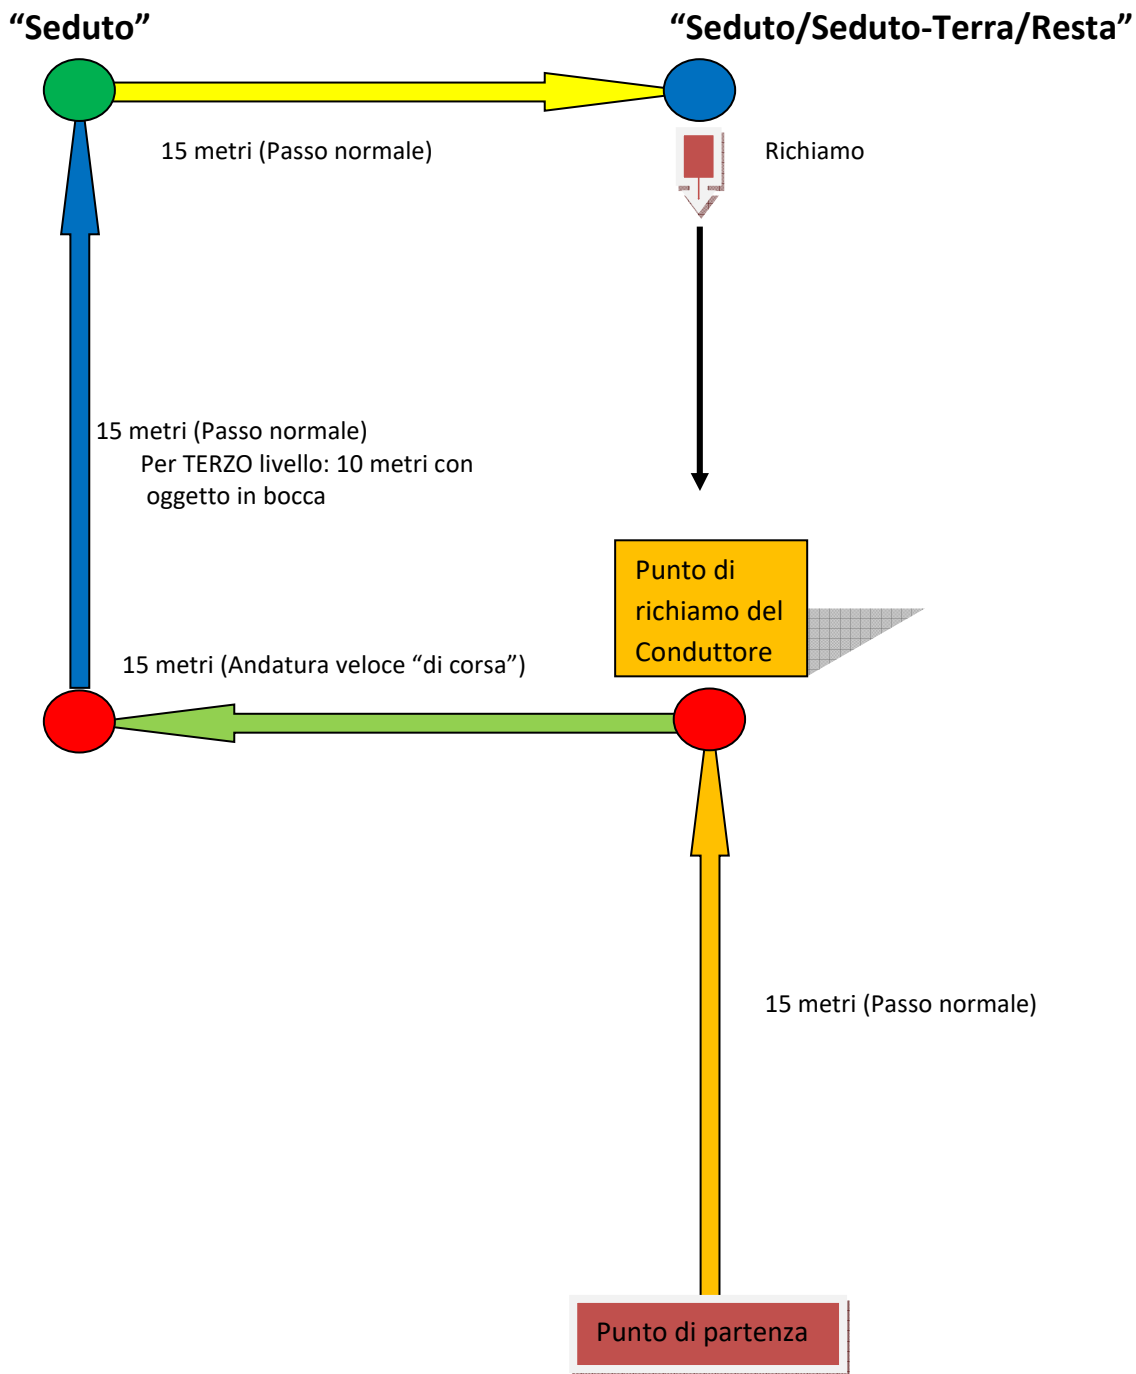 “Seduto”
“Seduto/Seduto-Terra/Resta”
15 metri (Passo normale)
Richiamo
15 metri (Passo normale)
Per TERZO livello: 10 metri con
oggetto in bocca
Punto di
richiamo del
Conduttore
15 metri (Andatura veloce “di corsa”)
15 metri (Passo normale)
Punto di partenza